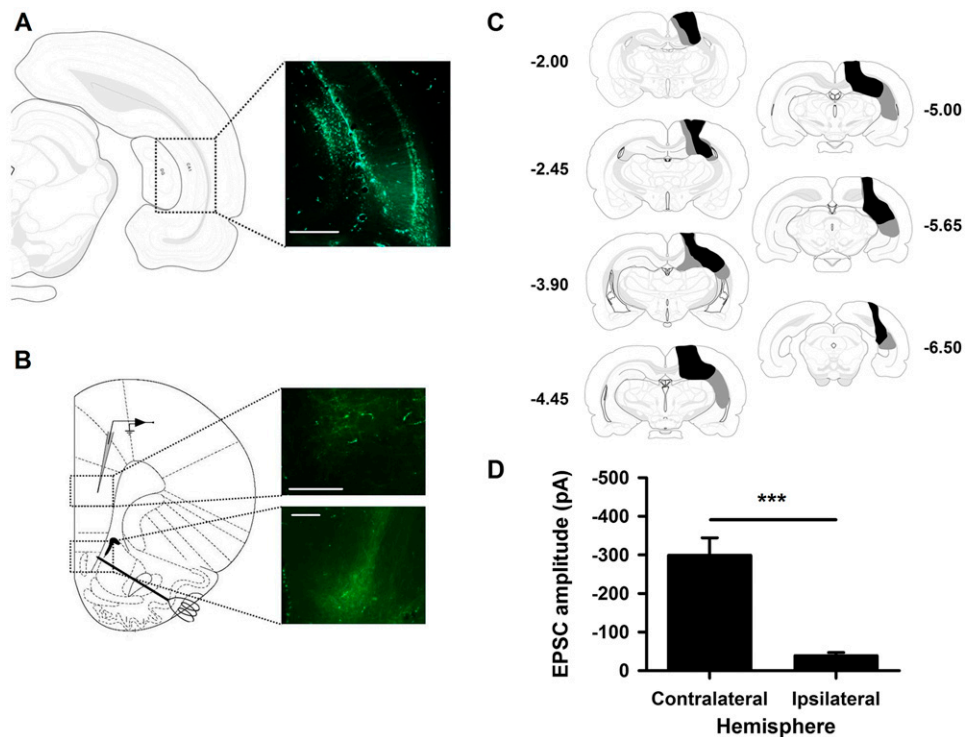 A
B
C
-2.00
-2.45
-3.90
-4.45
-5.00
-5.65
-6.50
D
EPSC amplitude (pA)
-500
-400
-300
-200
-100
0
***
Contralateral Ipsilateral
Hemisphere